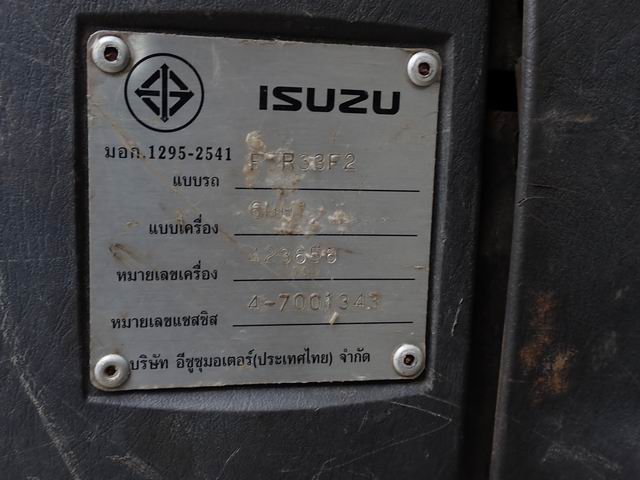 ISUZU
มอก.1295-2541
แบบรถ
แบบเครื่อง
หมายเลขเครื่อง 423658
หมายเลขแชสซิส 4-7001343
บริษัท อีซูซุมอเตอร์(ประเทศไทย) จำกัด